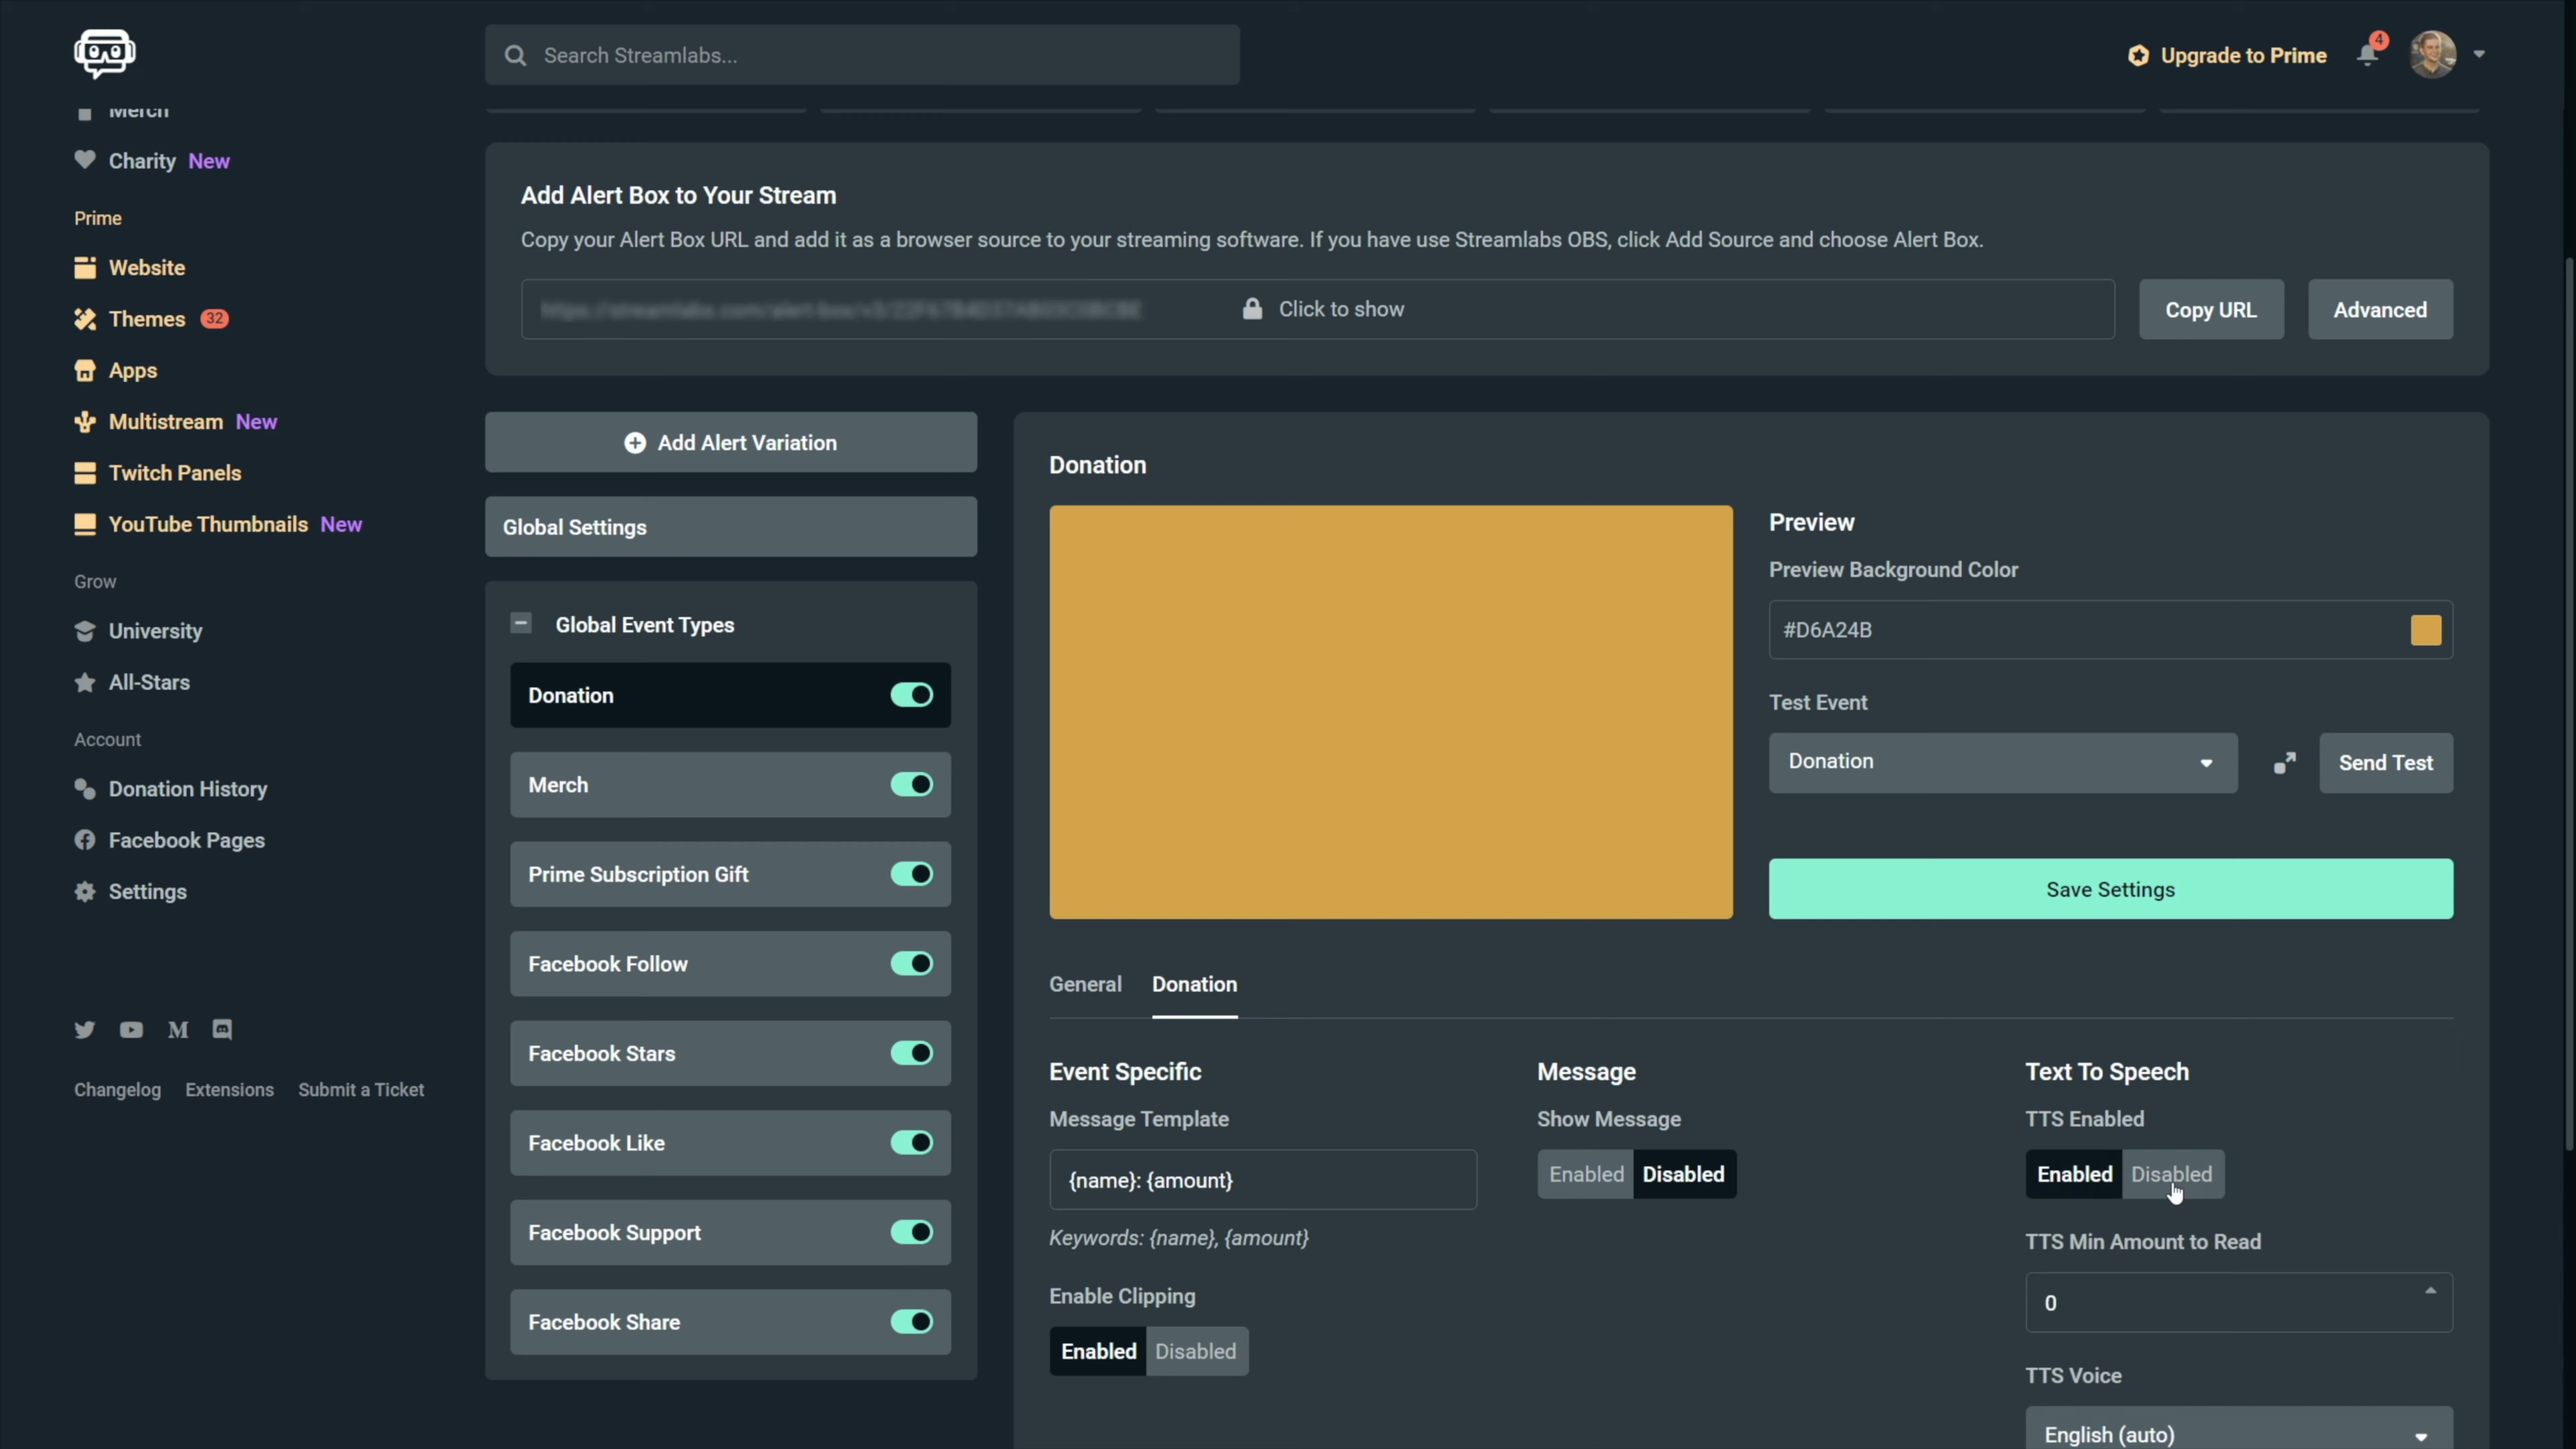 Search Streamlabs...
Upgrade to Prime
4
Merch
Charity New
Prime
Website
Themes 32
Apps
Multistream New
Twitch Panels
YouTube Thumbnails New
Grow
University
All-Stars
Account
Donation History
Facebook Pages
Settings
Changelog Extensions Submit a Ticket
Add Alert Box to Your Stream
Copy your Alert Box URL and add it as a browser source to your streaming software. If you have use Streamlabs OBS, click Add Source and choose Alert Box.
Click to show
Copy URL
Advanced
Add Alert Variation
Global Settings
Global Event Types
Donation
Merch
Prime Subscription Gift
Facebook Follow
Facebook Stars
Facebook Like
Facebook Support
Facebook Share
Donation
Preview
Preview Background Color
#D6A24B
Test Event
Donation
Send Test
Save Settings
General Donation
Event Specific
Message Template
{name}: {amount}
Keywords: {name}, {amount}
Enable Clipping
Enabled Disabled
Message
Show Message
Enabled Disabled
Text To Speech
TTS Enabled
Enabled Disabled
TTS Min Amount to Read
0
TTS Voice
English (auto)